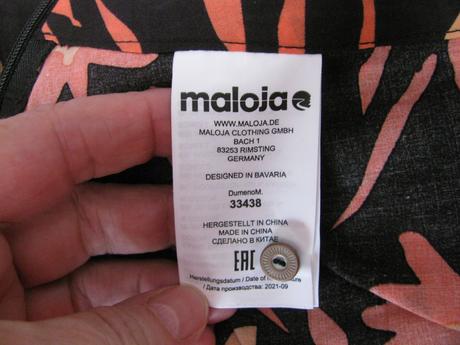 maloja
WWW.MALOJA.DE
MALOJA CLOTHING GMBH
BACH 1
83253 RIMSTING
GERMANY
DESIGNED IN BAVARIA
DumenoM.
33438
HERGESTELLT IN CHINA
MADE IN CHINA
СДЕЛАНО В КИТАЕ
EAC
Herstellungsdatum / Date of
/ Дата производства: 2021-09